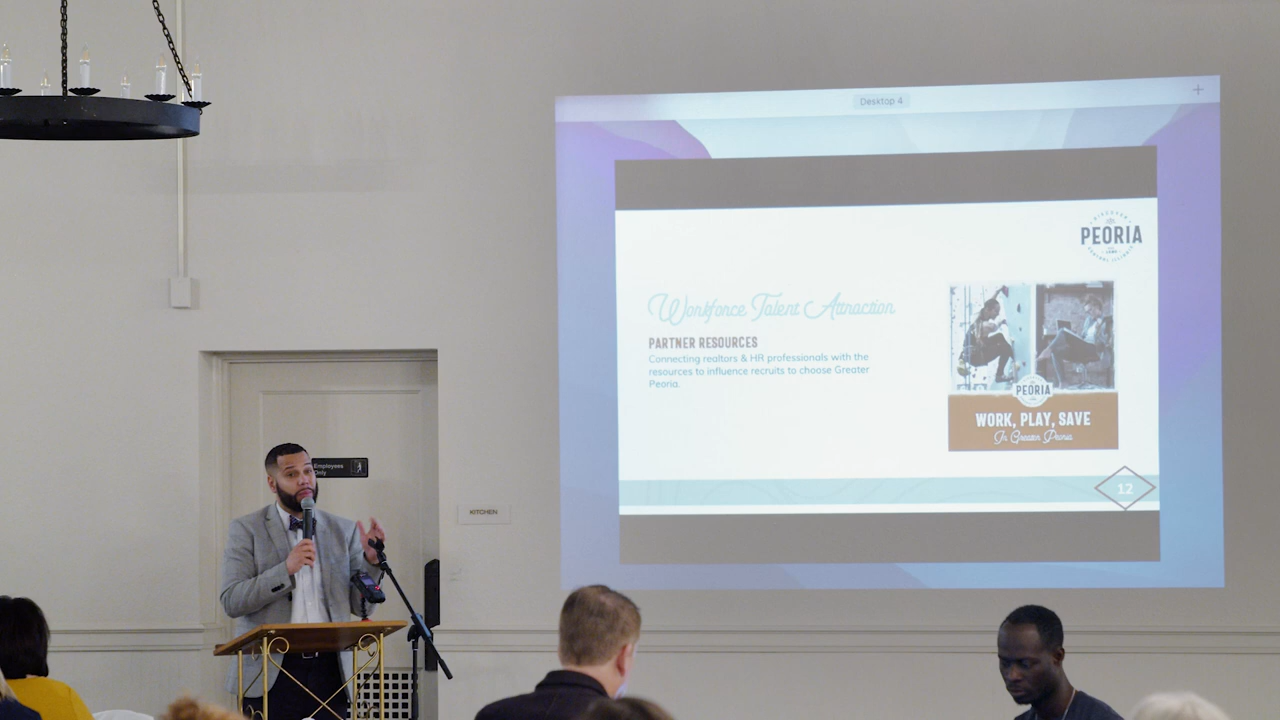 Desktop 4
DISCOVER
PEORIA
Workforce Talent Attraction
PARTNER RESOURCES
Connecting realtors & HR professionals with the
resources to influence recruits to choose Greater
Peoria.
PEORIA
WORK, PLAY, SAVE
In Greater Peoria
12
Employees
Only
KITCHEN